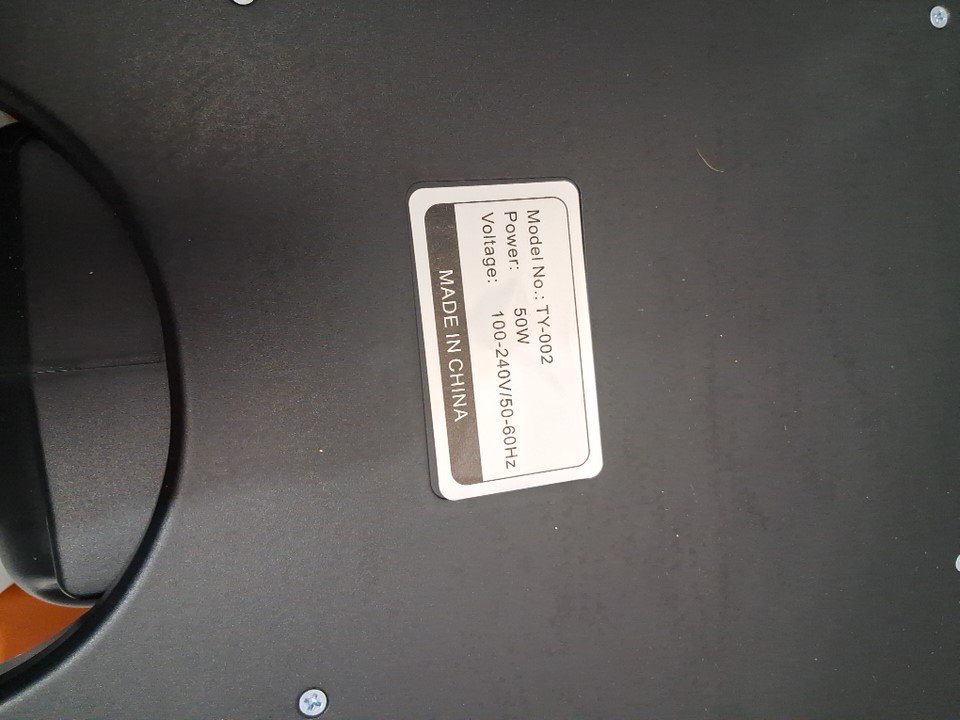 Model No.: TY-002
Power: 50W
Voltage: 100-240V/50-60Hz
MADE IN CHINA